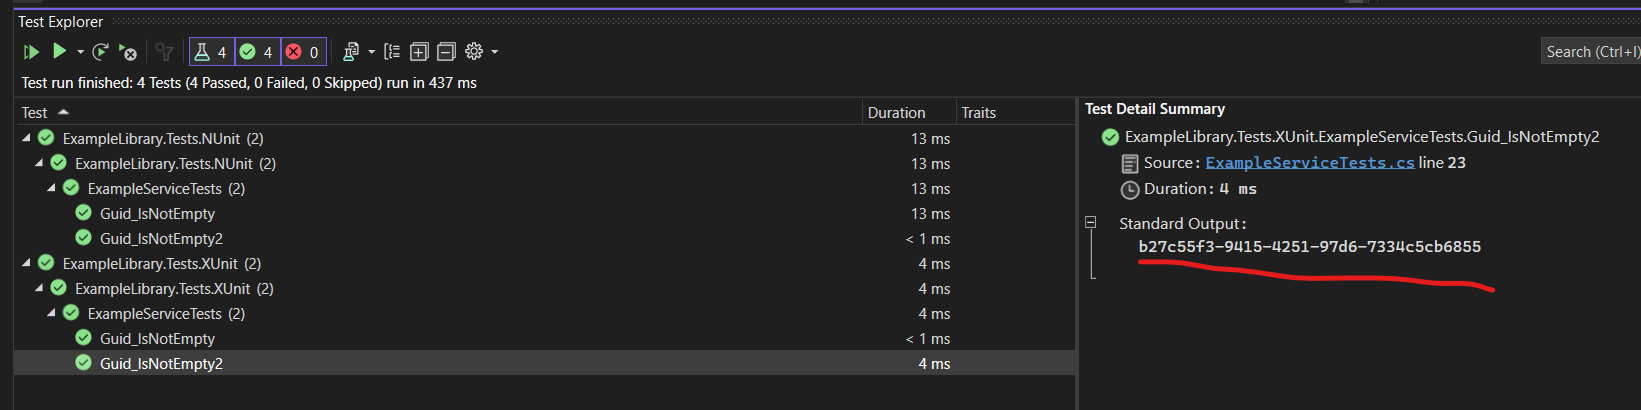 Test Explorer
4 4 0
Search (Ctrl+I)
Test run finished: 4 Tests (4 Passed, 0 Failed, 0 Skipped) run in 437 ms
Test Duration Traits
ExampleLibrary.Tests.NUnit (2) 13 ms
ExampleLibrary.Tests.NUnit (2) 13 ms
ExampleServiceTests (2) 13 ms
Guid_IsNotEmpty 13 ms
Guid_IsNotEmpty2 < 1 ms
ExampleLibrary.Tests.XUnit (2) 4 ms
ExampleLibrary.Tests.XUnit (2) 4 ms
ExampleServiceTests (2) 4 ms
Guid_IsNotEmpty < 1 ms
Guid_IsNotEmpty2 4 ms
Test Detail Summary
ExampleLibrary.Tests.XUnit.ExampleServiceTests.Guid_IsNotEmpty2
Source: ExampleServiceTests.cs line 23
Duration: 4 ms
Standard Output:
b27c55f3-9415-4251-97d6-7334c5cb6855